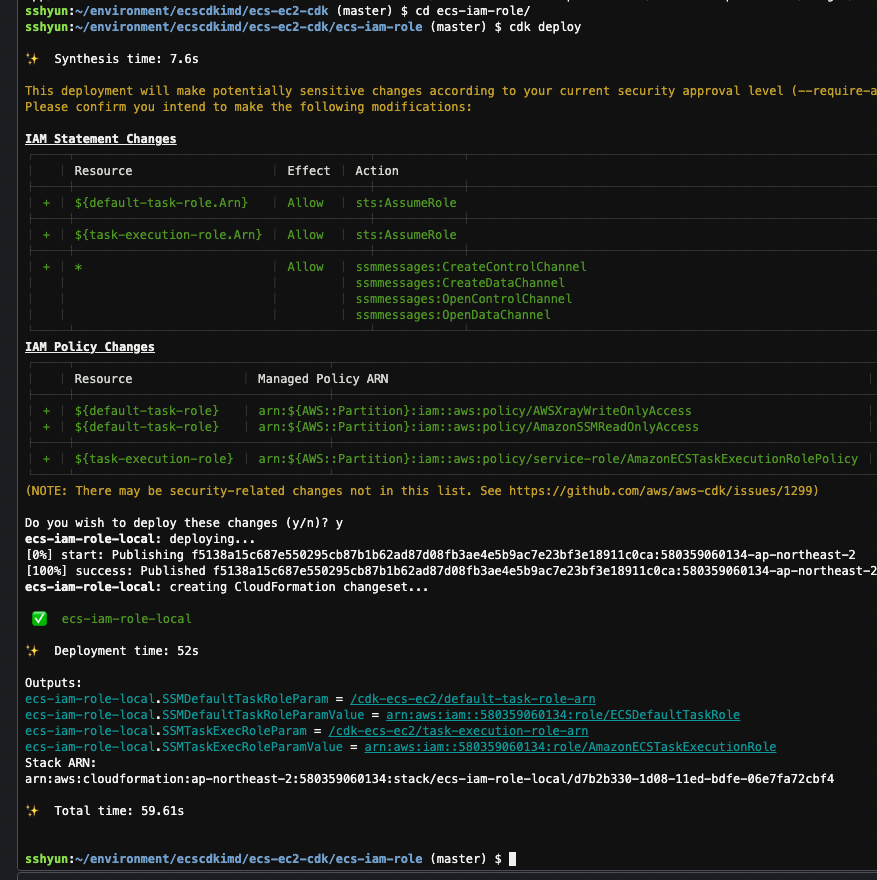 sshyun:~/environment/ecscdkimd/ecs-ec2-cdk (master) $ cd ecs-iam-role/
sshyun:~/environment/ecscdkimd/ecs-ec2-cdk/ecs-iam-role (master) $ cdk deploy
✨ Synthesis time: 7.6s
This deployment will make potentially sensitive changes according to your current security approval level (--require-a
Please confirm you intend to make the following modifications:
IAM Statement Changes
Resource Effect Action
+ ${default-task-role.Arn} Allow sts:AssumeRole
+ ${task-execution-role.Arn} Allow sts:AssumeRole
+ * Allow ssmmessages:CreateControlChannel
ssmmessages:CreateDataChannel
ssmmessages:OpenControlChannel
ssmmessages:OpenDataChannel
IAM Policy Changes
Resource Managed Policy ARN
+ ${default-task-role} arn:${AWS::Partition}:iam::aws:policy/AWSXrayWriteOnlyAccess
+ ${default-task-role} arn:${AWS::Partition}:iam::aws:policy/AmazonSSMReadOnlyAccess
+ ${task-execution-role} arn:${AWS::Partition}:iam::aws:policy/service-role/AmazonECSTaskExecutionRolePolicy
(NOTE: There may be security-related changes not in this list. See https://github.com/aws/aws-cdk/issues/1299)
Do you wish to deploy these changes (y/n)? y
ecs-iam-role-local: deploying...
[0%] start: Publishing f5138a15c687e550295cb87b1b62ad87d08fb3ae4e5b9ac7e23bf3e18911c0ca:580359060134-ap-northeast-2
[100%] success: Published f5138a15c687e550295cb87b1b62ad87d08fb3ae4e5b9ac7e23bf3e18911c0ca:580359060134-ap-northeast-2
ecs-iam-role-local: creating CloudFormation changeset...
✅ ecs-iam-role-local
✨ Deployment time: 52s
Outputs:
ecs-iam-role-local.SSMDefaultTaskRoleParam = /cdk-ecs-ec2/default-task-role-arn
ecs-iam-role-local.SSMDefaultTaskRoleParamValue = arn:aws:iam::580359060134:role/ECSDefaultTaskRole
ecs-iam-role-local.SSMTaskExecRoleParam = /cdk-ecs-ec2/task-execution-role-arn
ecs-iam-role-local.SSMTaskExecRoleParamValue = arn:aws:iam::580359060134:role/AmazonECSTaskExecutionRole
Stack ARN:
arn:aws:cloudformation:ap-northeast-2:580359060134:stack/ecs-iam-role-local/d7b2b330-1d08-11ed-bdfe-06e7fa72cbf4
✨ Total time: 59.61s
sshyun:~/environment/ecscdkimd/ecs-ec2-cdk/ecs-iam-role (master) $